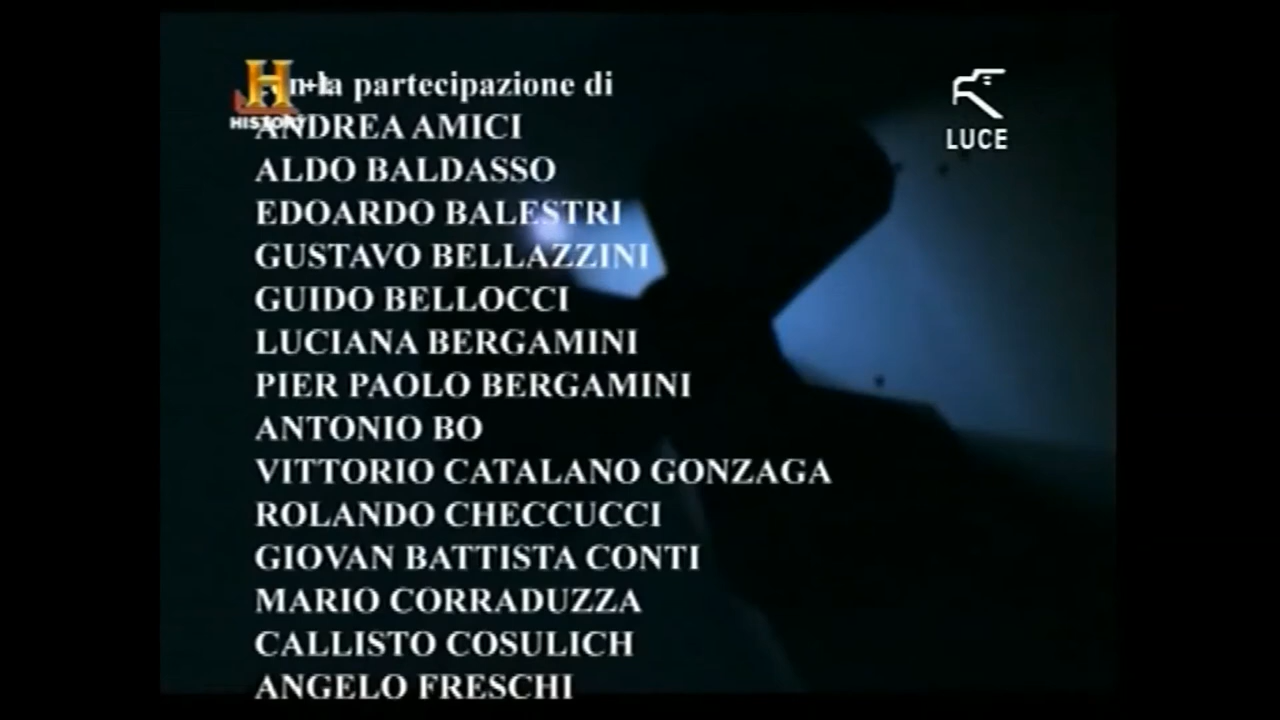 la partecipazione di
HISTORY
LUCE
ANDREA AMICI
ALDO BALDASSO
EDOARDO BALESTRI
GUSTAVO BELLAZZINI
GUIDO BELLOCCI
LUCIANA BERGAMINI
PIER PAOLO BERGAMINI
ANTONIO BO
VITTORIO CATALANO GONZAGA
ROLANDO CHECCUCCI
GIOVAN BATTISTA CONTI
MARIO CORRADUZZA
CALLISTO COSULICH
ANGELO FRESCHI